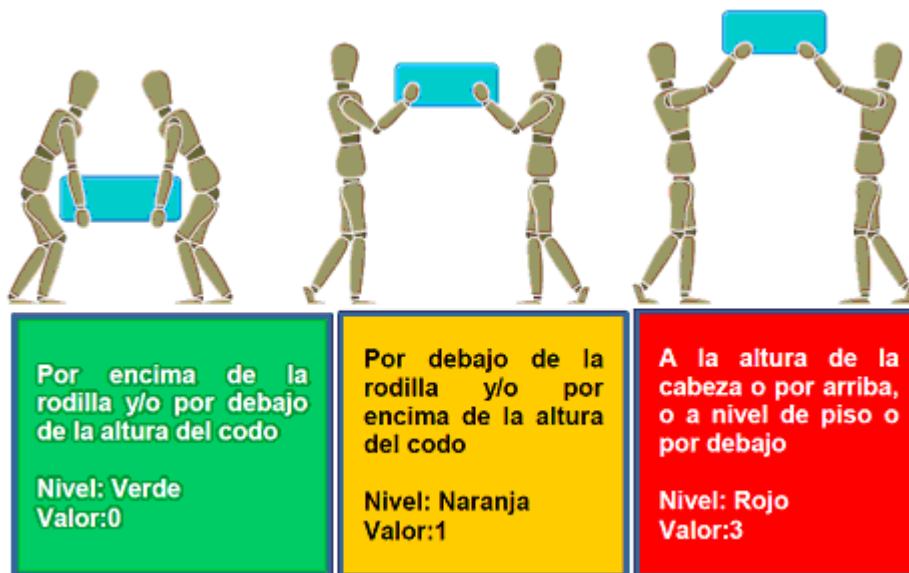 Por encima de la
rodilla y/o por debajo
de la altura del codo
Nivel: Verde
Valor:0
Por debajo de la
rodilla y/o por
encima de la altura
del codo
Nivel: Naranja
Valor:1
A la altura de la
cabeza o por arriba,
o a nivel de piso o
por debajo
Nivel: Rojo
Valor:3